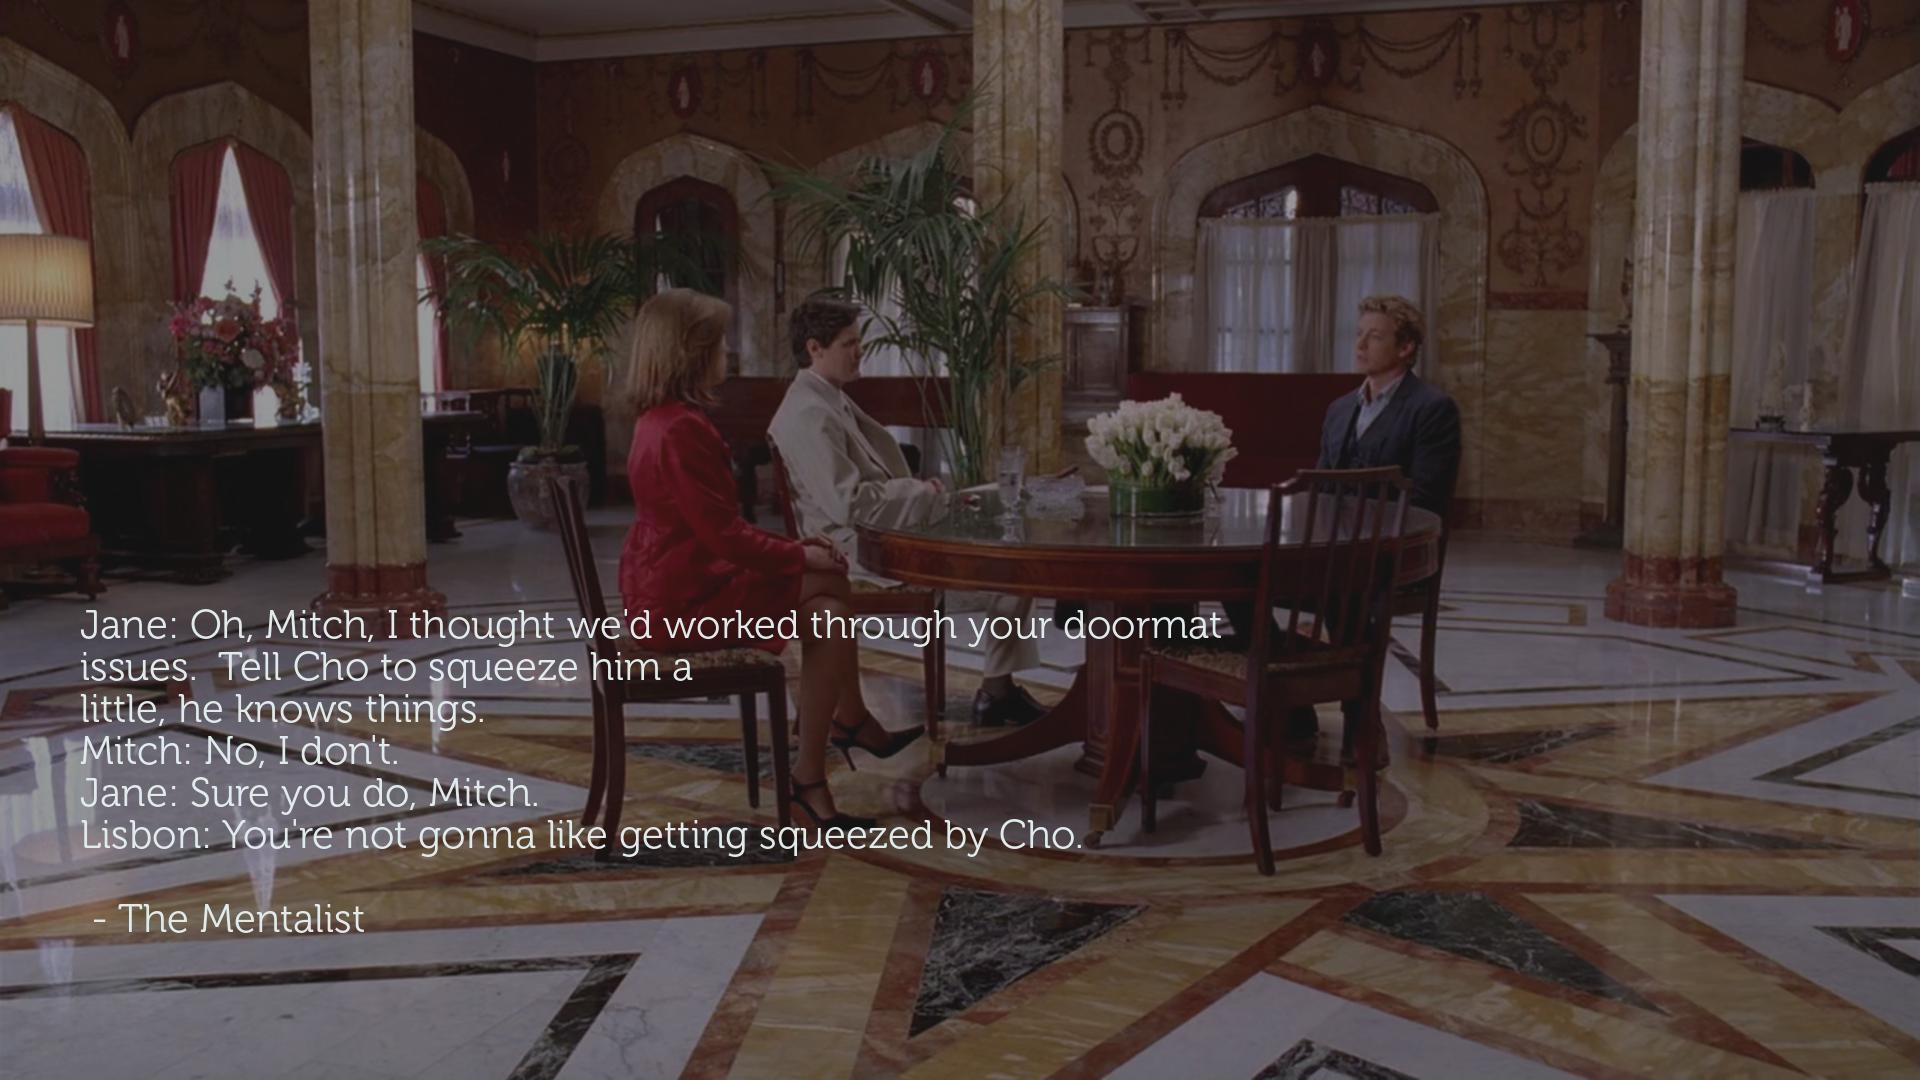 Jane: Oh, Mitch, I thought we'd worked through your doormat
issues.  Tell Cho to squeeze him a
little, he knows things.
Mitch: No, I don't.
Jane: Sure you do, Mitch.
Lisbon: You're not gonna like getting squeezed by Cho.
- The Mentalist